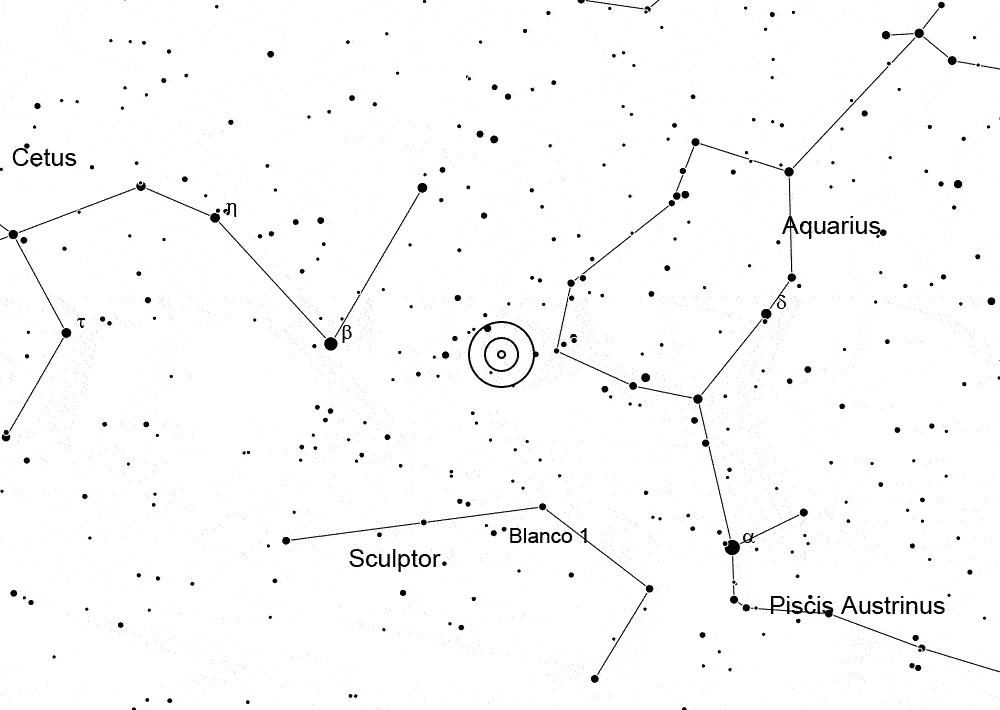 Cetus
η
Aquarius
δ
τ
β
Blanco 1
α
Sculptor
Piscis Austrinus